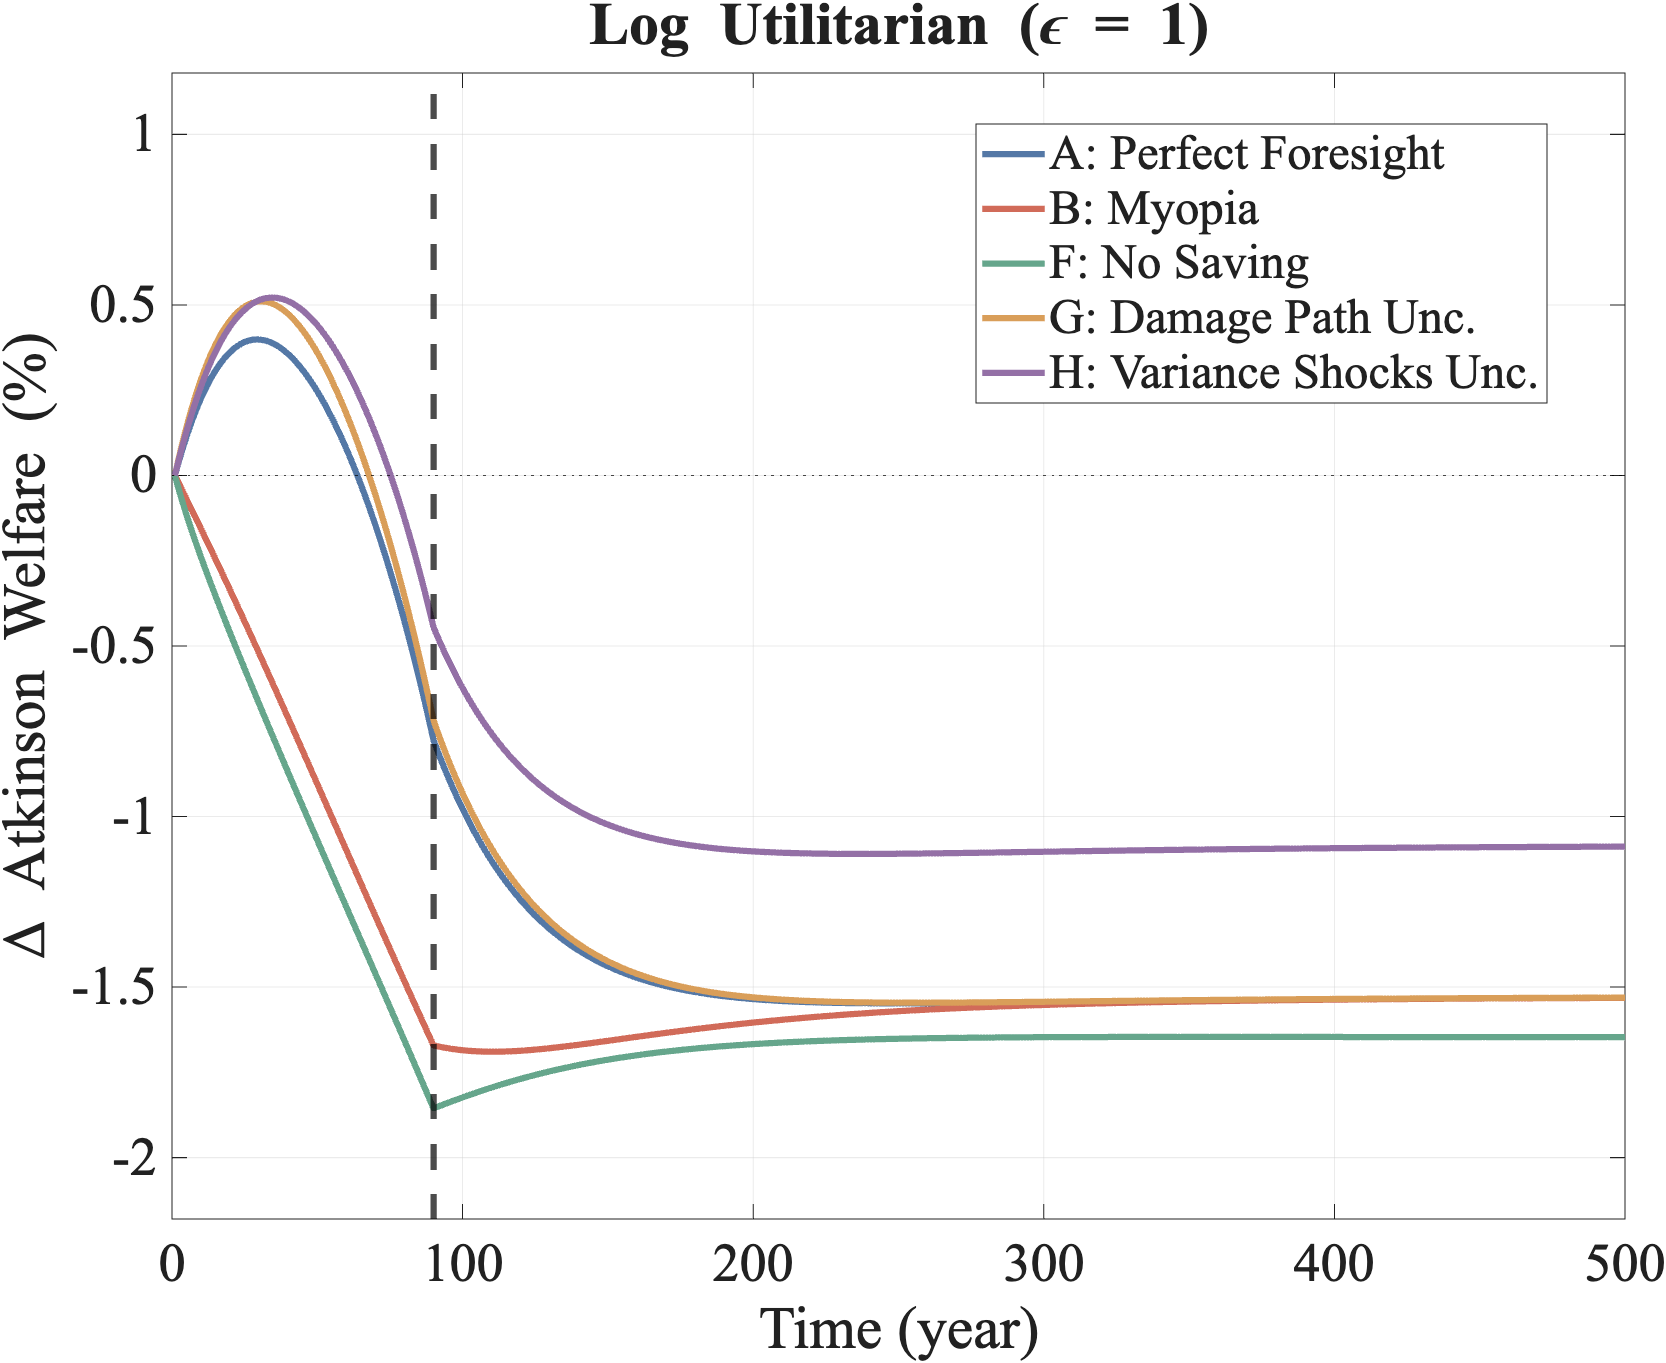 Log Utilitarian (ϵ = 1)
Δ Atkinson Welfare (%)
1
0.5
0
-0.5
-1
-1.5
-2
A: Perfect Foresight
B: Myopia
F: No Saving
G: Damage Path Unc.
H: Variance Shocks Unc.
0 100 200 300 400 500
Time (year)